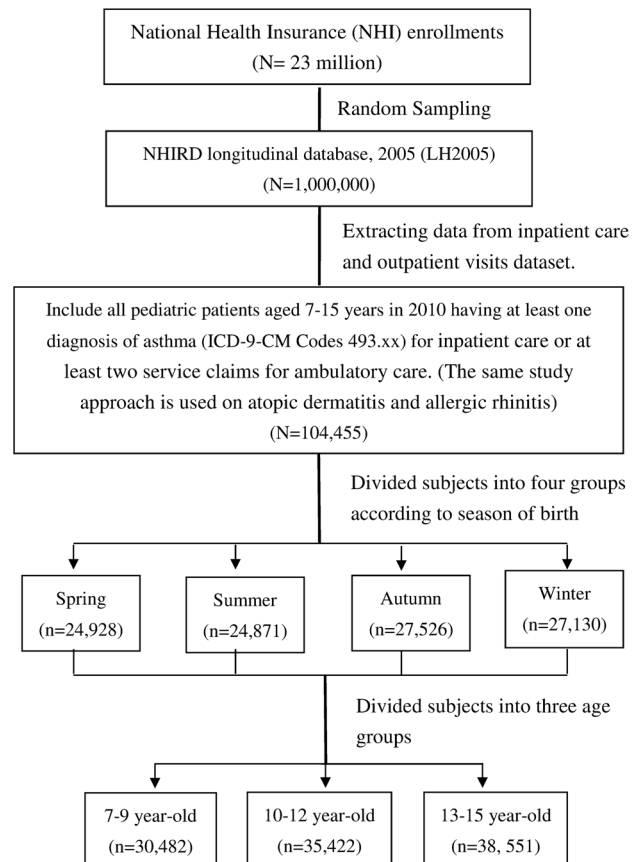 National Health Insurance (NHI) enrollments
(N= 23 million)
Random Sampling
NHIRD longitudinal database, 2005 (LH2005)
(N=1,000,000)
Extracting data from inpatient care
and outpatient visits dataset.
Include all pediatric patients aged 7-15 years in 2010 having at least one
diagnosis of asthma (ICD-9-CM Codes 493.xx) for inpatient care or at
least two service claims for ambulatory care. (The same study
approach is used on atopic dermatitis and allergic rhinitis)
(N=104,455)
Divided subjects into four groups
according to season of birth
Spring
(n=24,928)
Summer
(n=24,871)
Autumn
(n=27,526)
Winter
(n=27,130)
Divided subjects into three age
groups
7-9 year-old
(n=30,482)
10-12 year-old
(n=35,422)
13-15 year-old
(n=38, 551)